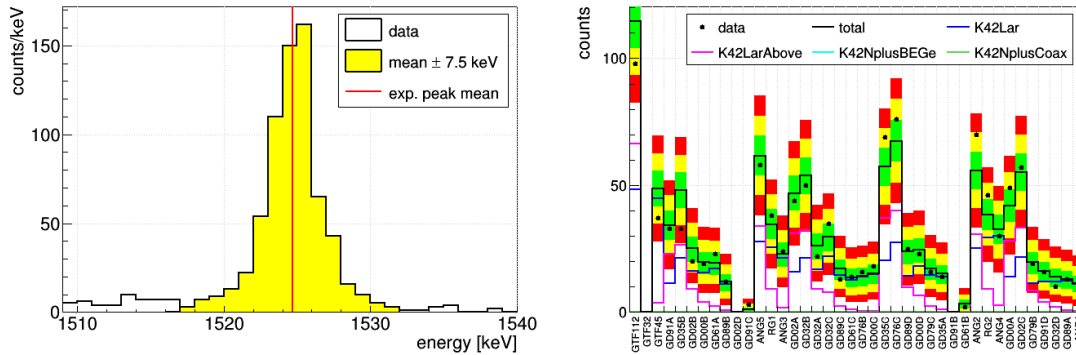 counts/keV
150
100
50
0
data
mean ± 7.5 keV
exp. peak mean
1510
1520
1530
1540
energy [keV]
counts
100
50
0
data
total
K42Lar
K42LarAbove
K42NplusBEGe
K42NplusCoax
GTF112
GTF32
GTF45
GD91A
GD35B
GD02B
GD00B
GD61A
GD89B
GD02D
GD91C
ANG5
RG1
ANG3
GD02A
GD32B
GD32A
GD32C
GD89C
GD61C
GD76B
GD00C
GD35C
GD76C
GD89D
GD00D
GD79C
GD35A
GD91B
GD61B
ANG2
RG2
ANG4
GD00A
GD02C
GD79B
GD91D
GD32D
GD89A